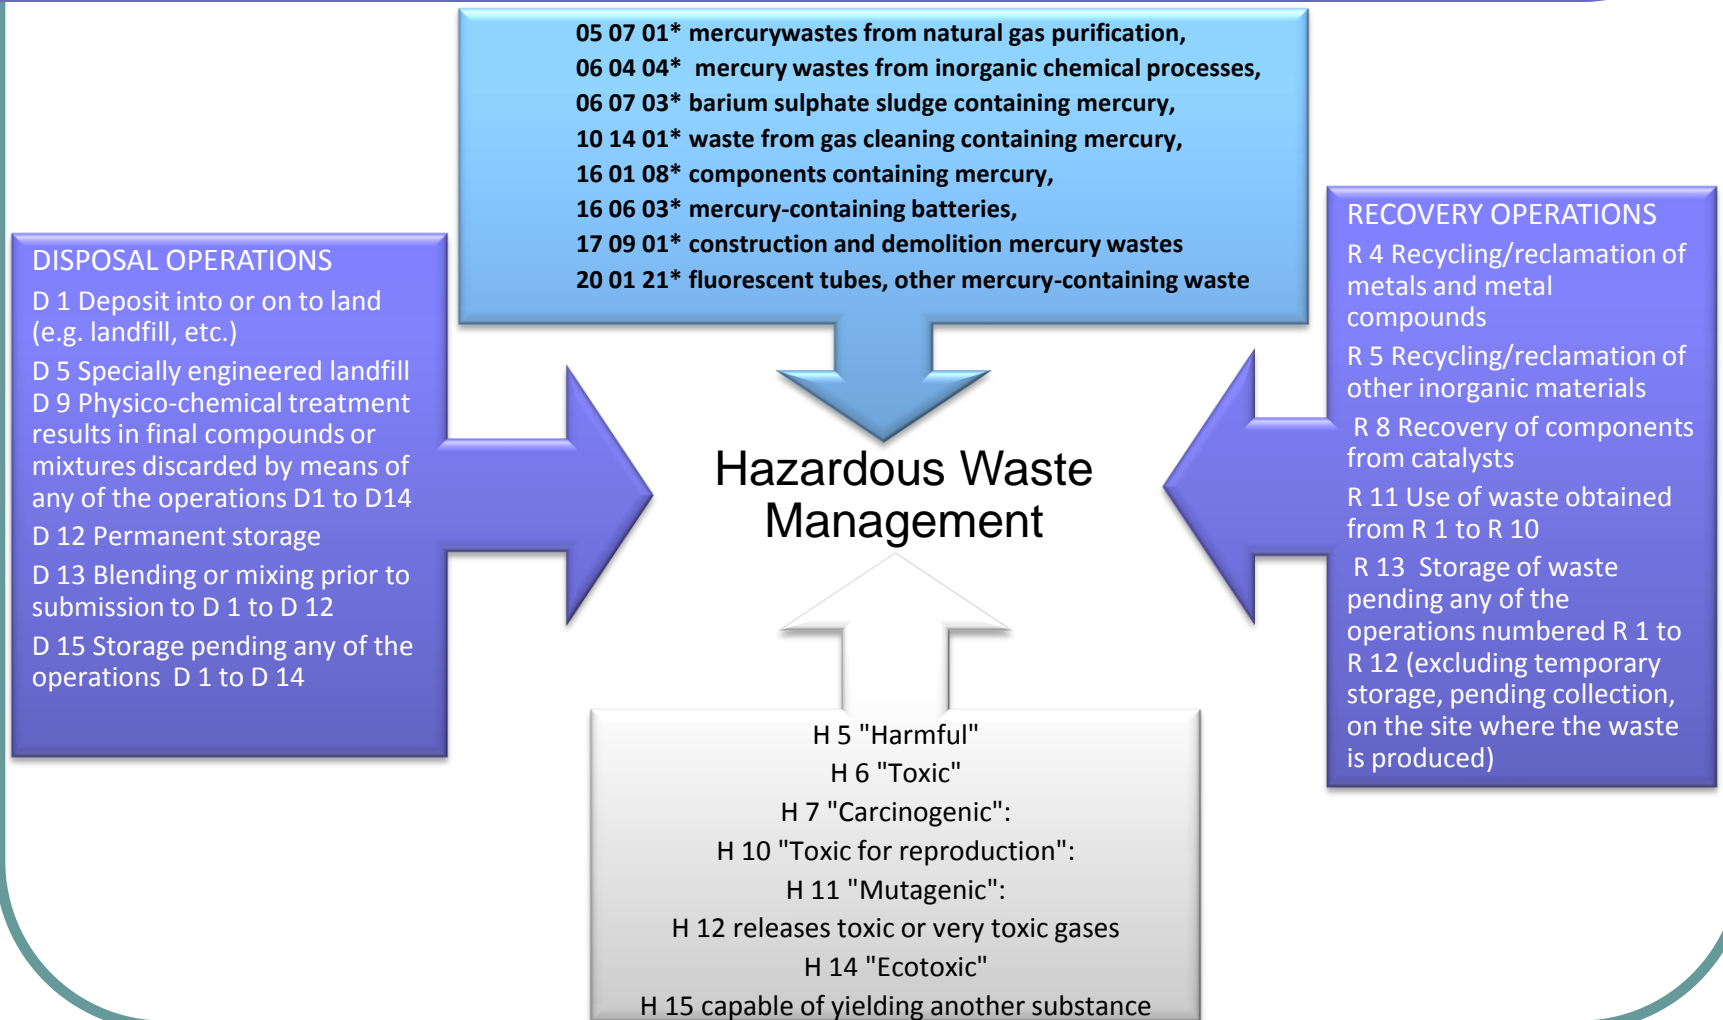 05 07 01* mercurywastes from natural gas purification,
06 04 04* mercury wastes from inorganic chemical processes,
06 07 03* barium sulphate sludge containing mercury,
10 14 01* waste from gas cleaning containing mercury,
16 01 08* components containing mercury,
16 06 03* mercury-containing batteries,
17 09 01* construction and demolition mercury wastes
20 01 21* fluorescent tubes, other mercury-containing waste
DISPOSAL OPERATIONS
D 1 Deposit into or on to land
(e.g. landfill, etc.)
D 5 Specially engineered landfill
D 9 Physico-chemical treatment
results in final compounds or
mixtures discarded by means of
any of the operations D1 to D14
D 12 Permanent storage
D 13 Blending or mixing prior to
submission to D 1 to D 12
D 15 Storage pending any of the
operations D 1 to D 14
Hazardous Waste
Management
RECOVERY OPERATIONS
R 4 Recycling/reclamation of
metals and metal
compounds
R 5 Recycling/reclamation of
other inorganic materials
R 8 Recovery of components
from catalysts
R 11 Use of waste obtained
from R 1 to R 10
R 13 Storage of waste
pending any of the
operations numbered R 1 to
R 12 (excluding temporary
storage, pending collection,
on the site where the waste
is produced)
H 5 "Harmful"
H 6 "Toxic"
H 7 "Carcinogenic":
H 10 "Toxic for reproduction":
H 11 "Mutagenic":
H 12 releases toxic or very toxic gases
H 14 "Ecotoxic"
H 15 capable of yielding another substance